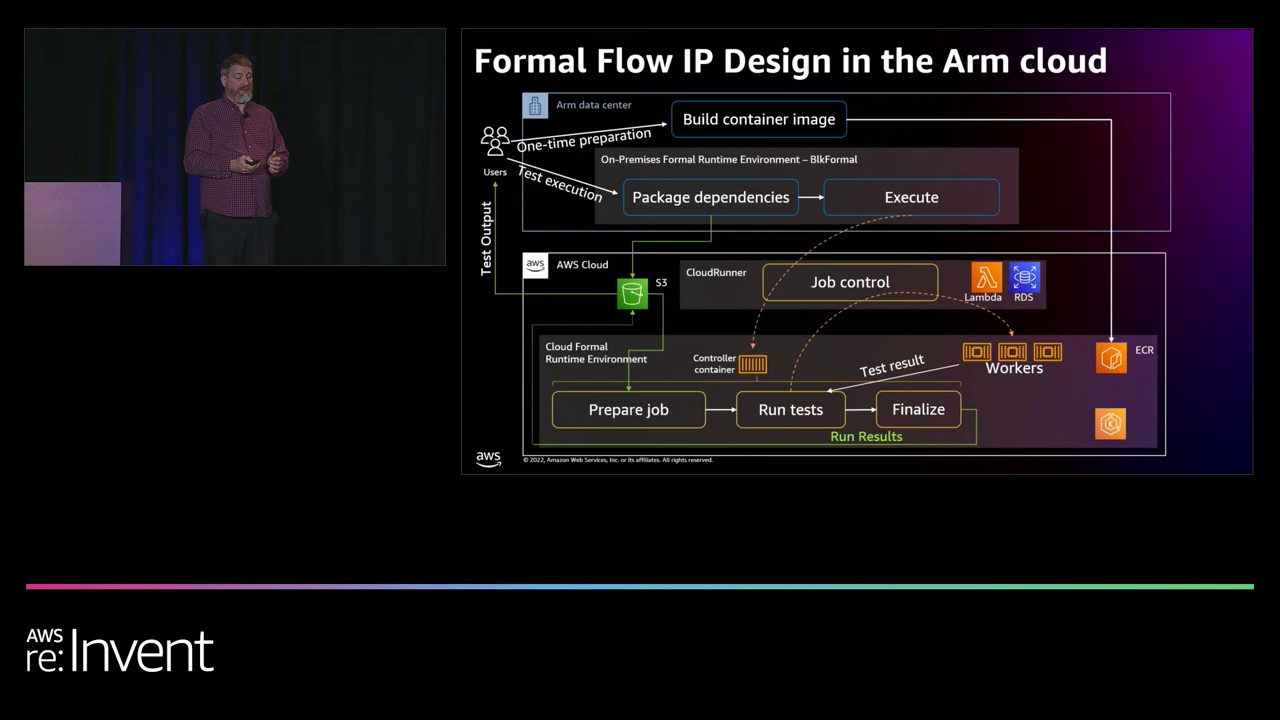 Formal Flow IP Design in the Arm cloud
Arm data center
Build container image
One-time preparation
Users
Test execution
On-Premises Formal Runtime Environment – BlkFormal
Package dependencies
Execute
Test Output
aws
AWS Cloud
S3
CloudRunner
Job control
Lambda
RDS
Cloud Formal
Runtime Environment
Controller
container
Test result
Workers
ECR
Prepare job
Run tests
Finalize
Run Results
K
aws
© 2022, Amazon Web Services, Inc. or its affiliates. All rights reserved.
AWS
re:Invent